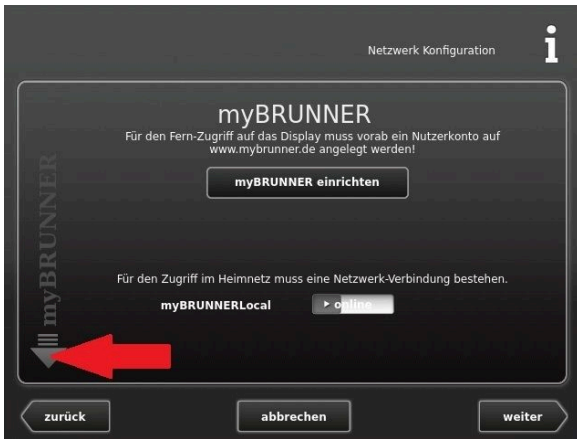 Netzwerk Konfiguration
i
myBRUNNER
Für den Fern-Zugriff auf das Display muss vorab ein Nutzerkonto auf
www.mybrunner.de angelegt werden!
myBRUNNER einrichten
myBRUNNER
Für den Zugriff im Heimnetz muss eine Netzwerk-Verbindung bestehen.
myBRUNNERLocal
online
zurück
abbrechen
weiter